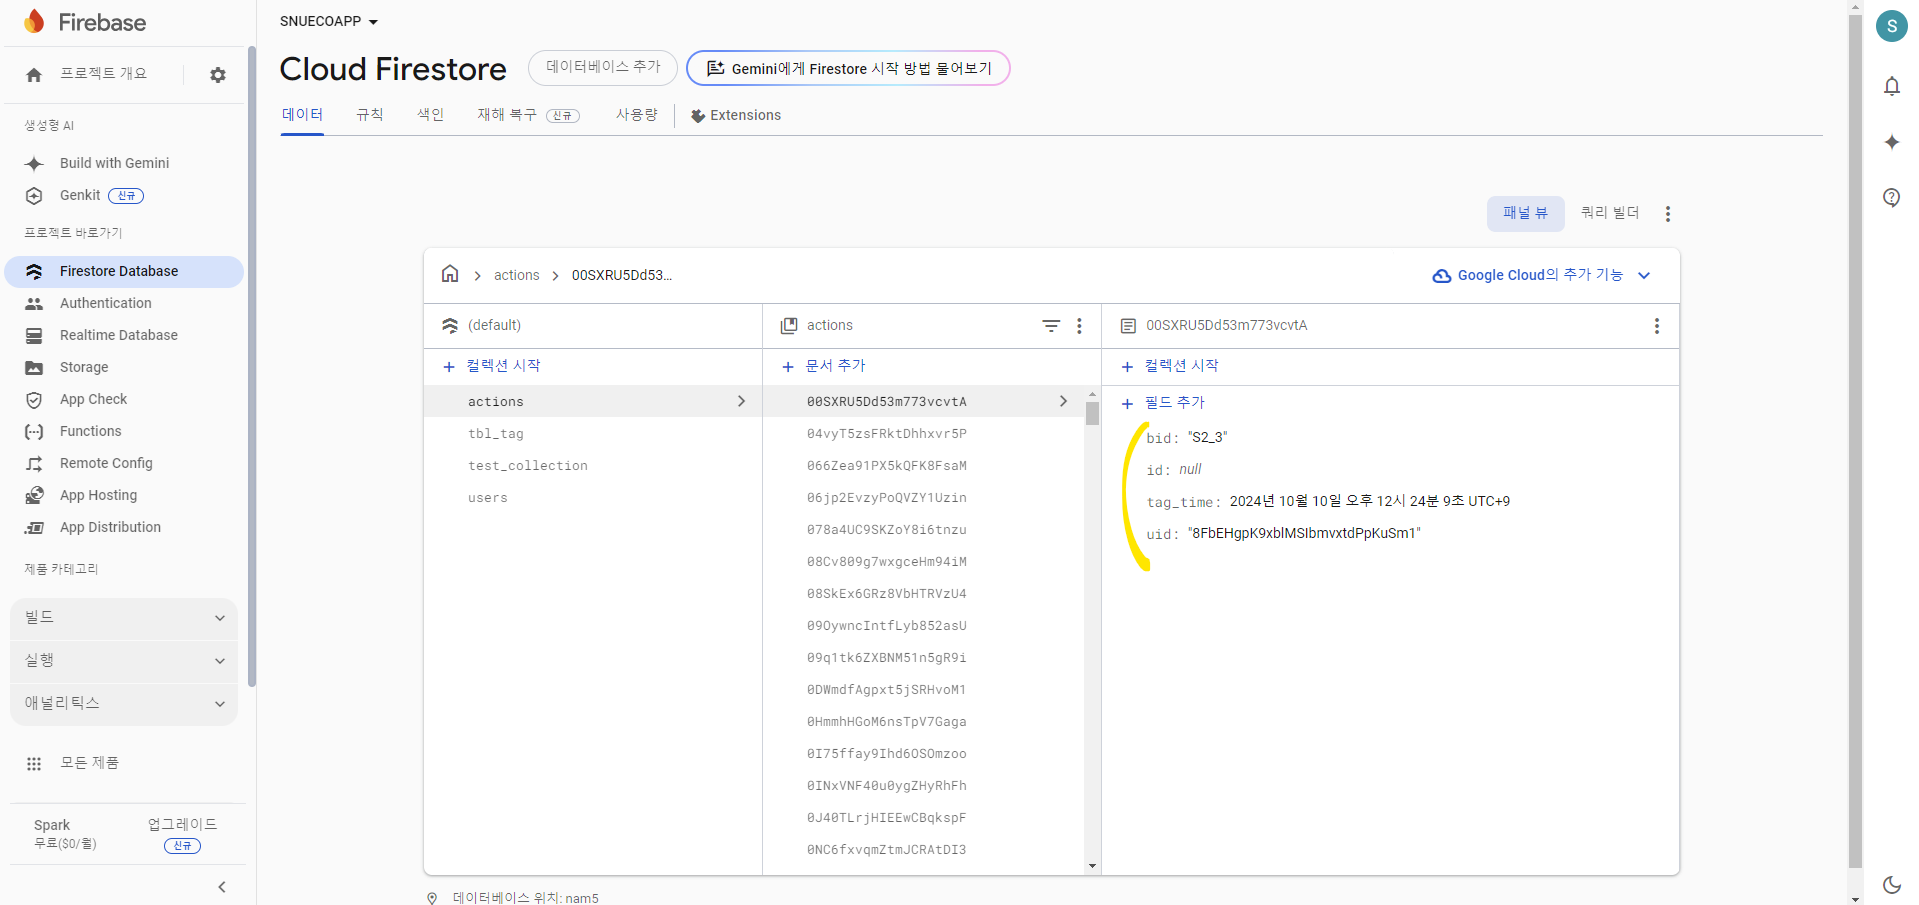 Firebase
프로젝트 개요
생성형 AI
Build with Gemini
Genkit 신규
프로젝트 바로가기
Firestore Database
Authentication
Realtime Database
Storage
App Check
Functions
Remote Config
App Hosting
App Distribution
제품 카테고리
빌드
실행
애널리틱스
모든 제품
Spark
무료($0/월)
업그레이드
신규
SNUECOAPP
Cloud Firestore
데이터베이스 추가
Gemini에게 Firestore 시작 방법 물어보기
데이터 규칙 색인 재해 복구 신규 사용량 Extensions
패널 뷰 쿼리 빌더
actions 00SXRU5Dd53...
Google Cloud의 추가 기능
(default)
컬렉션 시작
actions
tbl_tag
test_collection
users
actions
문서 추가
00SXRU5Dd53m773vcvtA
04vyT5zsFRktDhhxvr5P
066Zea91PX5kQFK8FsaM
06jp2EvzyPoQVZY1Uzin
078a4UC9SKZoY8i6tnzu
08Cv809g7wxgceHm94iM
08SkEx6GRz8VbHTRVzU4
09OywncIntfLyb852asU
09q1tk6ZXBNM51n5gR9i
0DWmdfAgpxt5jSRHvoM1
0HmmhHGoM6nsTpV7Gaga
0I75ffay9Ihd6OSOmzoo
0INxVNF40u0ygZHyRhFh
0J40TLrjHIEEwCBqkspF
0NC6fxvqmZtmJCRAtDI3
00SXRU5Dd53m773vcvtA
컬렉션 시작
필드 추가
bid: "S2_3"
id: null
tag_time: 2024년 10월 10일 오후 12시 24분 9초 UTC+9
uid: "8FbEHgpK9xblMSIbmvxtdPpKuSm1"
데이터베이스 위치: nam5
S